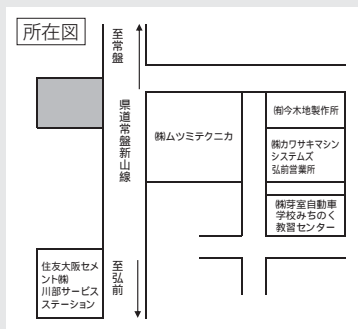 所在図
至常盤
県道常盤新山線
至弘前
㈱ムツミテクニカ
㈲今木地製作所
㈱カワサキマシン
システムズ
弘前営業所
㈱芽室自動車
学校みちのく
教習センター
住友大阪セメ
ント㈱
川部サービス
ステーション